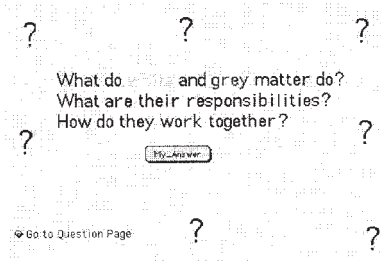 ? ? ?
What do and grey matter do?
What are their responsibilities?
How do they work together?
? ?
My_Answer
Go to Question Page
? ?